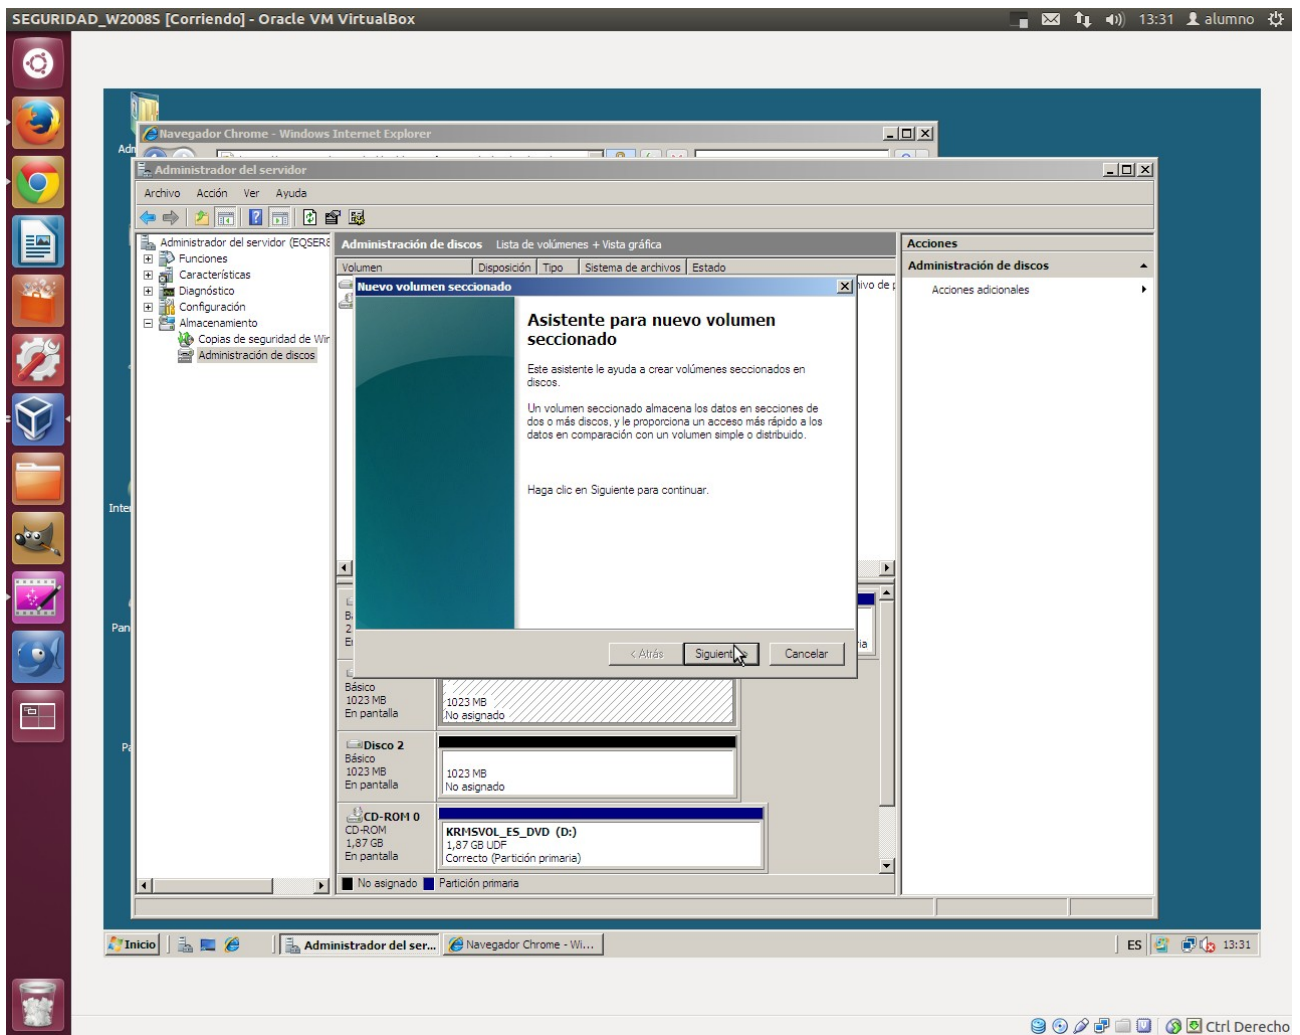 SEGURIDAD_W2008S [Corriendo] - Oracle VM VirtualBox
13:31 alumno
Navegador Chrome - Windows Internet Explorer
Administrador del servidor
Archivo Acción Ver Ayuda
Administrador del servidor (EQSER8
Funciones
Características
Diagnóstico
Configuración
Almacenamiento
Copias de seguridad de Wir
Administración de discos
Administración de discos Lista de volúmenes + Vista gráfica
Volumen Disposición Tipo Sistema de archivos Estado
Nuevo volumen seccionado
Asistente para nuevo volumen
seccionado
Este asistente le ayuda a crear volúmenes seccionados en
discos.
Un volumen seccionado almacena los datos en secciones de
dos o más discos, y le proporciona un acceso más rápido a los
datos en comparación con un volumen simple o distribuido.
Haga clic en Siguiente para continuar.
< Atrás Siguient Cancelar
Acciones
Administración de discos
Acciones adicionales
Básico
1023 MB
En pantalla
1023 MB
No asignado
Disco 2
Básico
1023 MB
En pantalla
1023 MB
No asignado
CD-ROM 0
CD-ROM
1,87 GB
En pantalla
KRMSVOL_ES_DVD (D:)
1,87 GB UDF
Correcto (Partición primaria)
No asignado Partición primaria
Inicio Administrador del ser... Navegador Chrome - Wi... ES 13:31
Ctrl Derecho